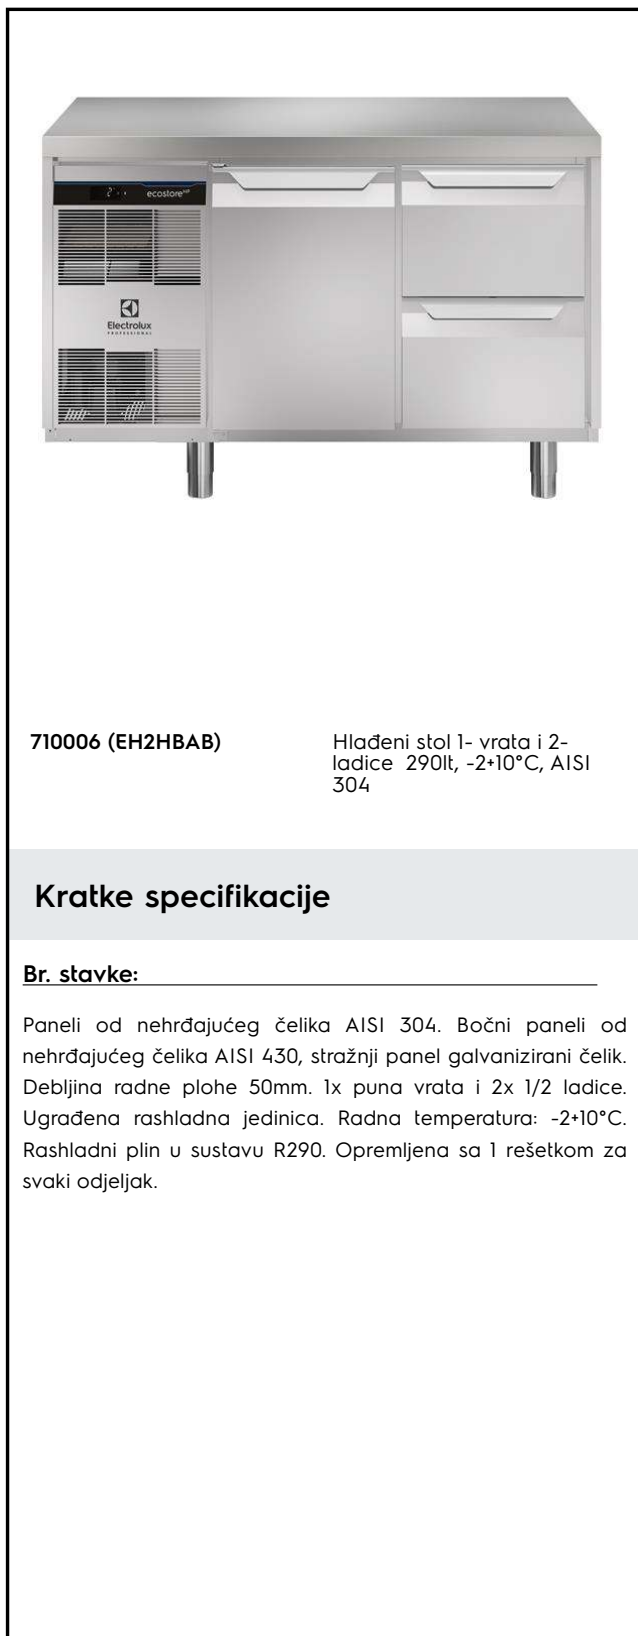 ecostore
Electrolux
PROFESSIONAL
710006 (EH2HBAB)
Hlađeni stol 1- vrata i 2-
ladice 290lt, -2+10°C, AISI
304
Kratke specifikacije
Br. stavke:
Paneli od nehrđajućeg čelika AISI 304. Bočni paneli od
nehrđajućeg čelika AISI 430, stražnji panel galvanizirani čelik.
Debljina radne plohe 50mm. 1x puna vrata i 2x 1/2 ladice.
Ugrađena rashladna jedinica. Radna temperatura: -2+10°C.
Rashladni plin u sustavu R290. Opremljena sa 1 rešetkom za
svaki odjeljak.